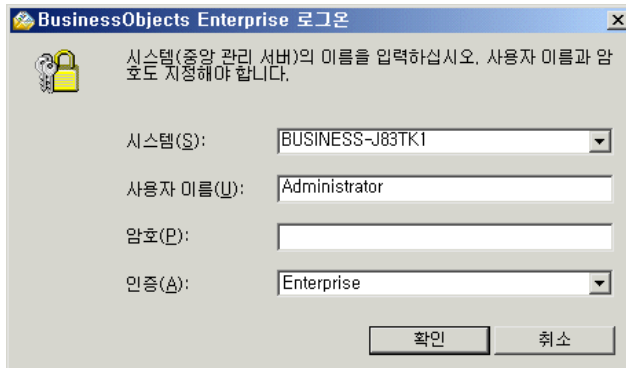 BusinessObjects Enterprise 로그온
시스템(중앙 관리 서버)의 이름을 입력하십시오. 사용자 이름과 암
호도 지정해야 합니다.
시스템(S): BUSINESS-J83TK1
사용자 이름(U): Administrator
암호(P):
인증(A): Enterprise
확인 취소